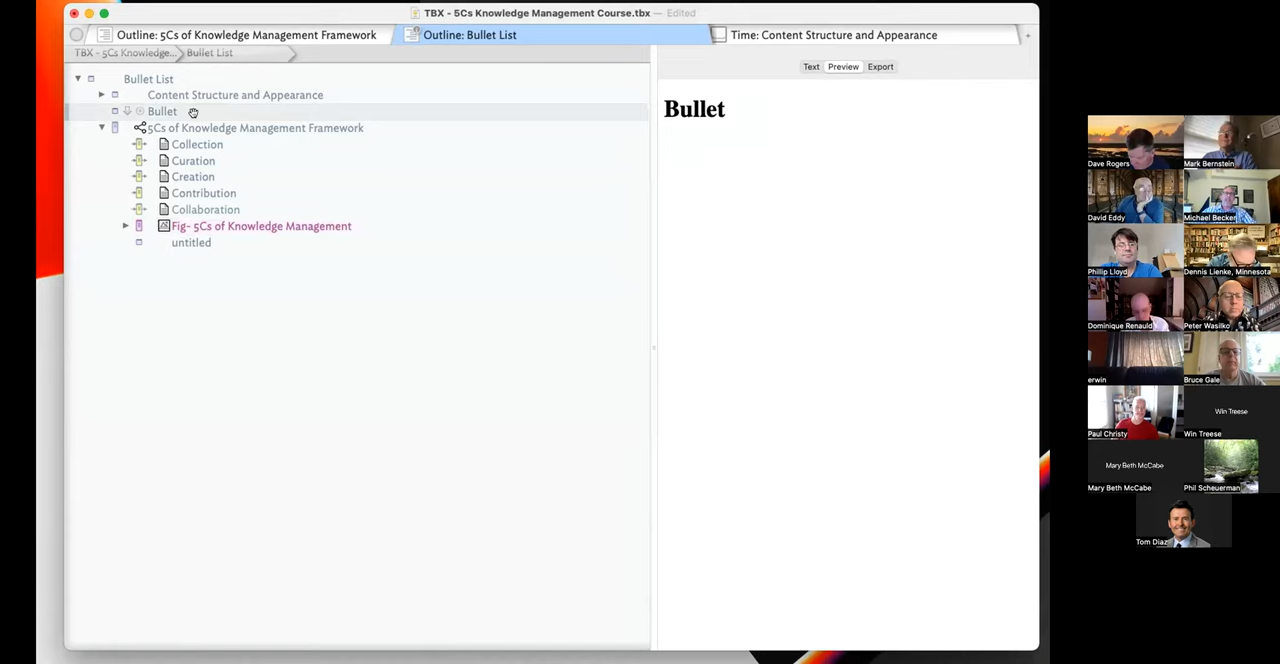 TBX - 5Cs Knowledge Management Course.tbx — Edited
Outline: 5Cs of Knowledge Management Framework
Outline: Bullet List
Time: Content Structure and Appearance
+
TBX - 5Cs Knowledge... Bullet List
Text Preview Export
Bullet List
Content Structure and Appearance
Bullet
5Cs of Knowledge Management Framework
Collection
Curation
Creation
Contribution
Collaboration
Fig- 5Cs of Knowledge Management
untitled
Bullet
Dave Rogers
Mark Bernstein
David Eddy
Michael Becker
Phillip Lloyd
Dennis Lienke, Minnesota
Dominique Renauld
Peter Wasilko
erwin
Bruce Gale
Paul Christy
Win Treese
Win Treese
Mary Beth McCabe
Mary Beth McCabe
Phil Scheuerman
Tom Diaz